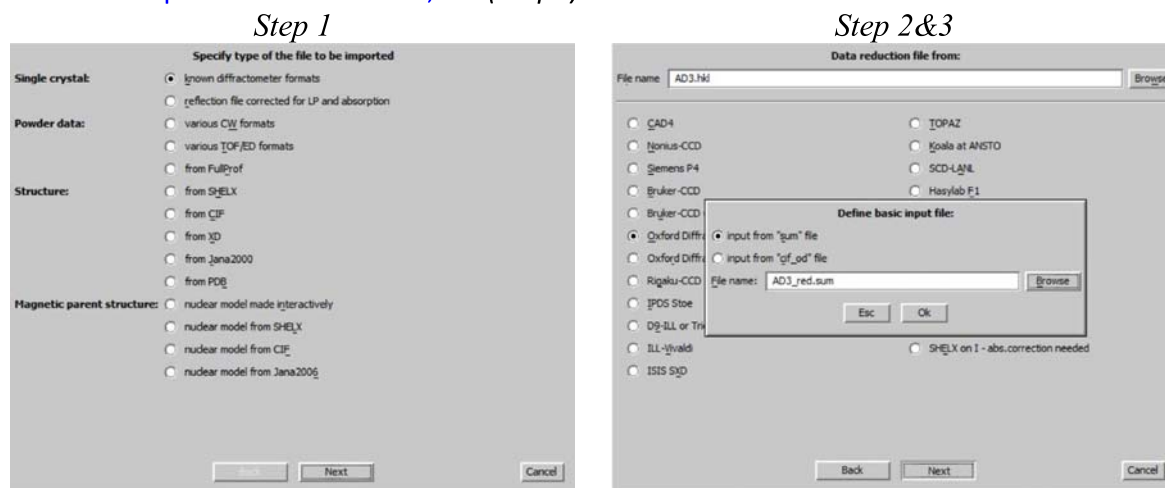 Step 1
Specify type of the file to be imported
Single crystal: known diffractometer formats
reflection file corrected for LP and absorption
Powder data: various CW formats
various TOF/ED formats
from FullProf
Structure: from SHELX
from CIF
from XD
from Jana2000
from PDB
Magnetic parent structure: nuclear model made interactively
nuclear model from SHELX
nuclear model from CIF
nuclear model from Jana2006
Back Next Cancel
Step 2&3
Data reduction file from:
File name AD3.hkl Browse
CAD4 TOPAZ
Nonius-CCD Koala at ANSTO
Siemens P4 SCD-LANL
Bruker-CCD Hasylab F1
Bruker-CCD
Define basic input file:
Oxford Diffra input from "sum" file
Oxford Diffra input from "cif_od" file
Rigaku-CCD File name: AD3_red.sum Browse
IPDS Stoe
Esc Ok
D9-ILL or Tri
ILL-Vivaldi SHELX on I - abs.correction needed
ISIS SXD
Back Next Cancel